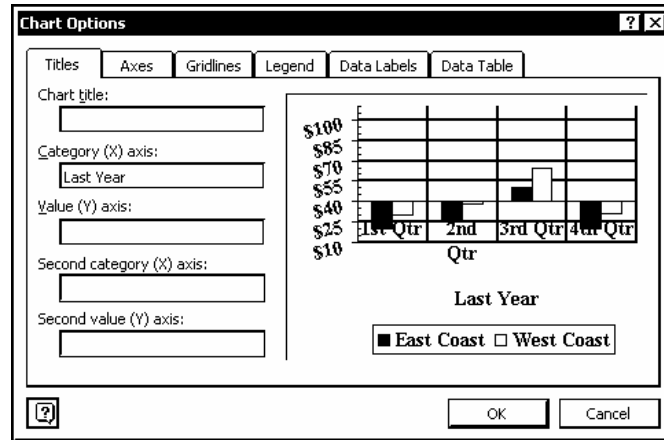 Chart Options
Titles Axes Gridlines Legend Data Labels Data Table
Chart title:
Category (X) axis:
Last Year
Value (Y) axis:
Second category (X) axis:
Second value (Y) axis:
$100
$85
$70
$55
$40
$25
$10
1st Qtr 2nd Qtr 3rd Qtr 4th Qtr
Last Year
East Coast West Coast
OK Cancel